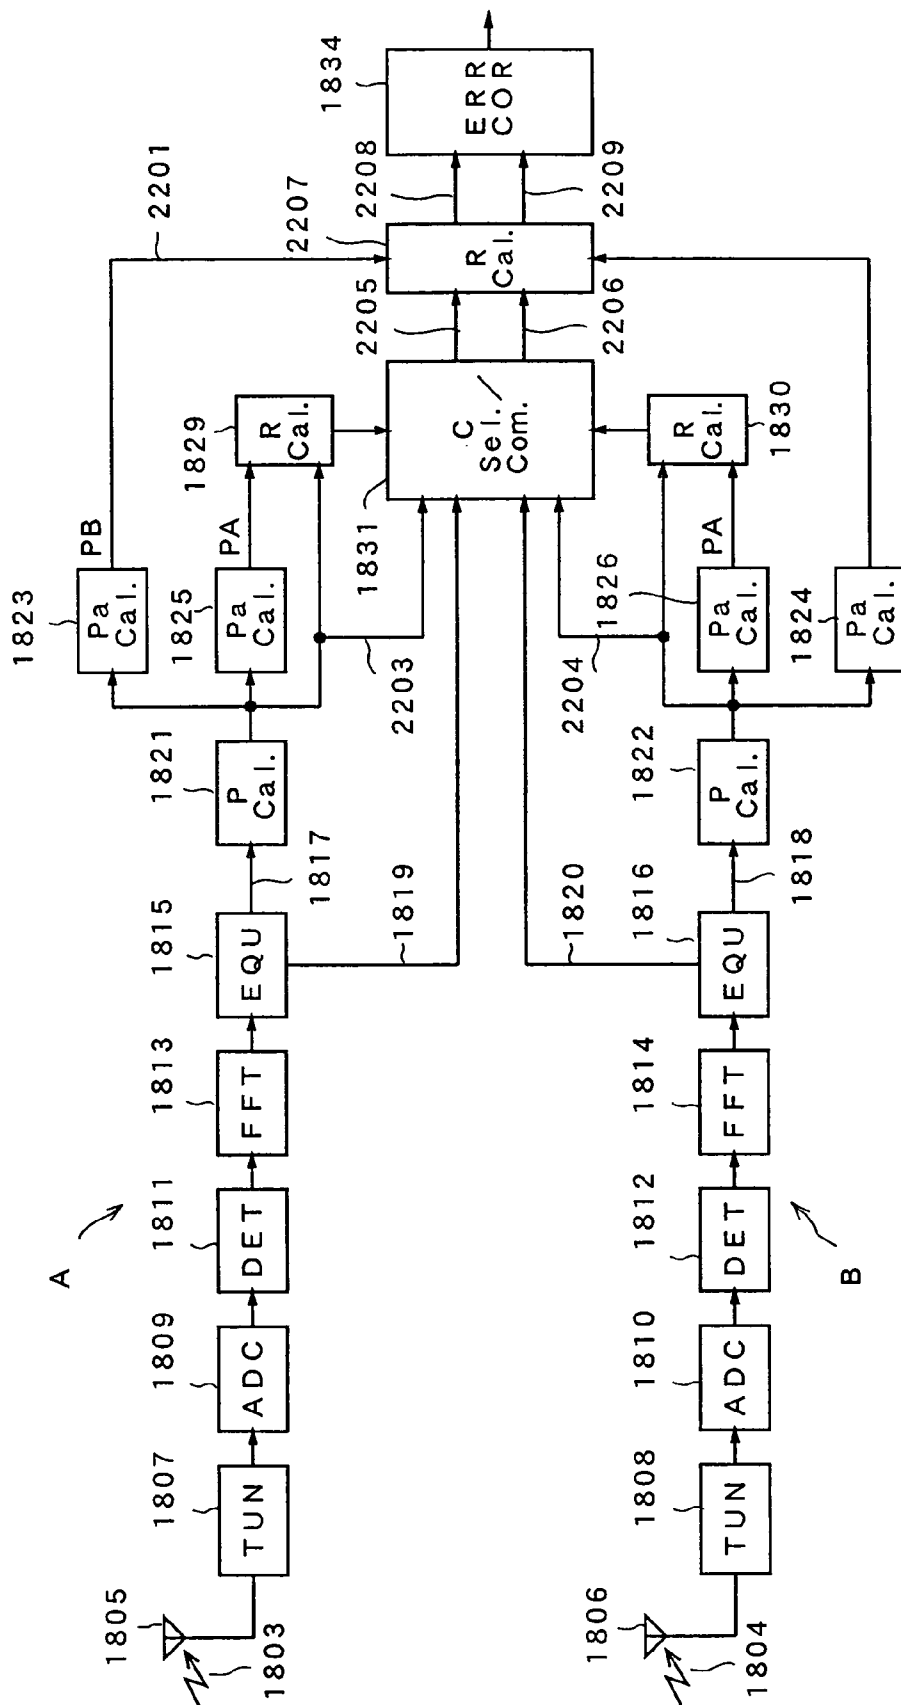 A
1803
1805
1807
TUN
1809
ADC
1811
DET
1813
FFT
1815
EQU
1817
1819
1821
P
Cal.
1823
Pa
Cal.
PB
2201
1825
Pa
Cal.
PA
1829
R
Cal.
2203
1831
C
Sel./
Com.
2205
2206
2207
R
Cal.
2208
2209
1834
ERR
COR
B
1804
1806
1808
TUN
1810
ADC
1812
DET
1814
FFT
1816
EQU
1818
1820
1822
P
Cal.
2204
1826
Pa
Cal.
PA
1830
R
Cal.
1824
Pa
Cal.